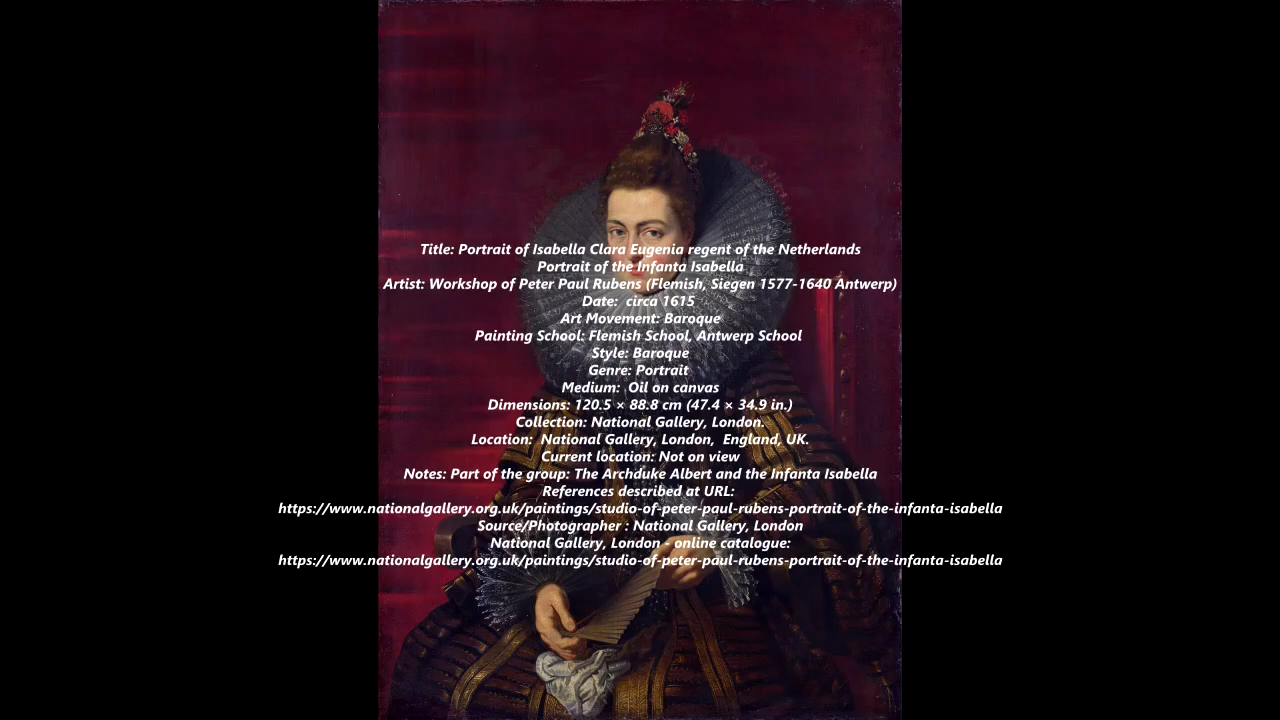 Title: Portrait of Isabella Clara Eugenia regent of the Netherlands
Portrait of the Infanta Isabella
Artist: Workshop of Peter Paul Rubens (Flemish, Siegen 1577-1640 Antwerp)
Date:  circa 1615
Art Movement: Baroque
Painting School: Flemish School, Antwerp School
Style: Baroque
Genre: Portrait
Medium:  Oil on canvas
Dimensions: 120.5 × 88.8 cm (47.4 × 34.9 in.)
Collection: National Gallery, London.
Location:  National Gallery, London,  England, UK.
Current location: Not on view
Notes: Part of the group: The Archduke Albert and the Infanta Isabella
References described at URL:
https://www.nationalgallery.org.uk/paintings/studio-of-peter-paul-rubens-portrait-of-the-infanta-isabella
Source/Photographer : National Gallery, London
National Gallery, London - online catalogue:
https://www.nationalgallery.org.uk/paintings/studio-of-peter-paul-rubens-portrait-of-the-infanta-isabella